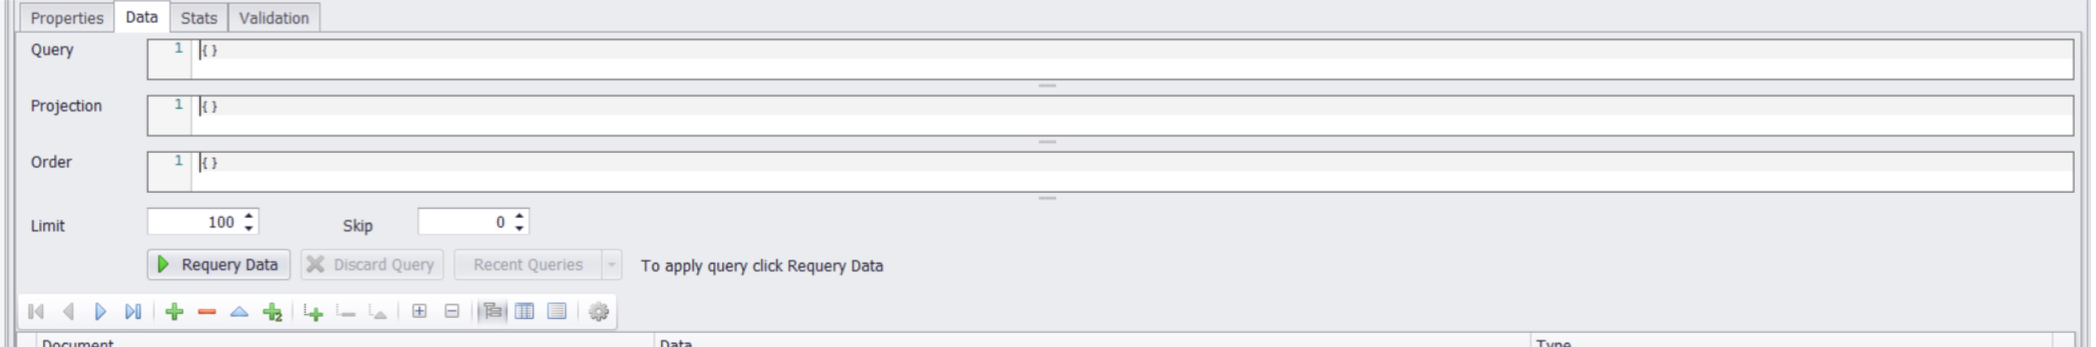 Properties Data Stats Validation
Query 1 {}
Projection 1 {}
Order 1 {}
Limit 100 Skip 0
Requery Data Discard Query Recent Queries To apply query click Requery Data
2
Document Data Type